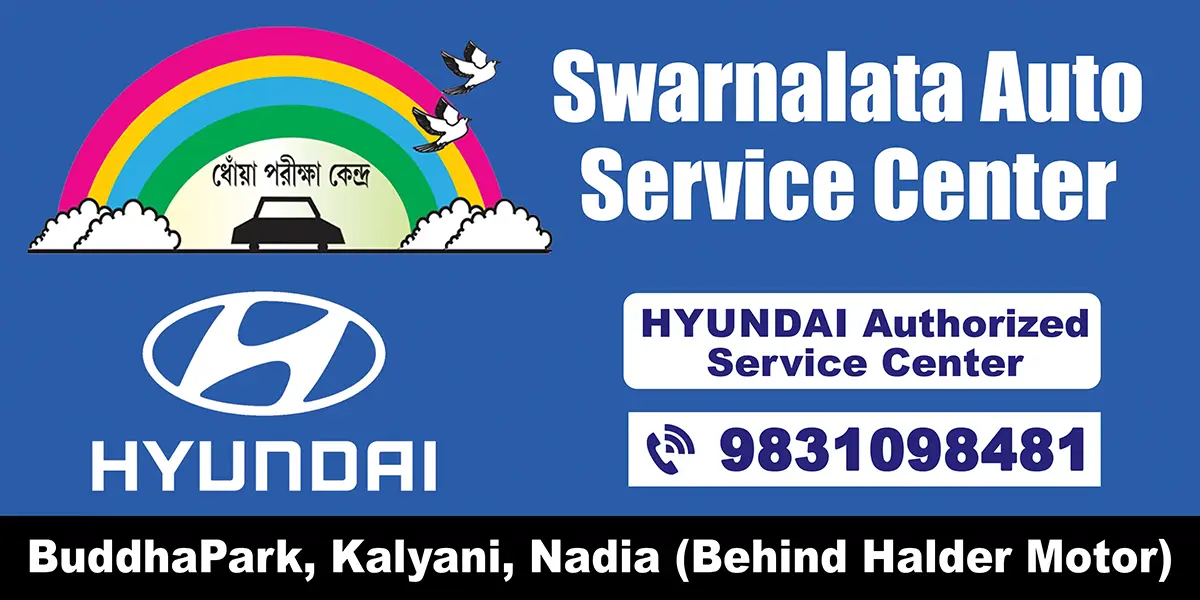 ধোঁয়া পরীক্ষা কেন্দ্র
Swarnalata Auto
Service Center
HYUNDAI
HYUNDAI Authorized
Service Center
9831098481
BuddhaPark, Kalyani, Nadia (Behind Halder Motor)